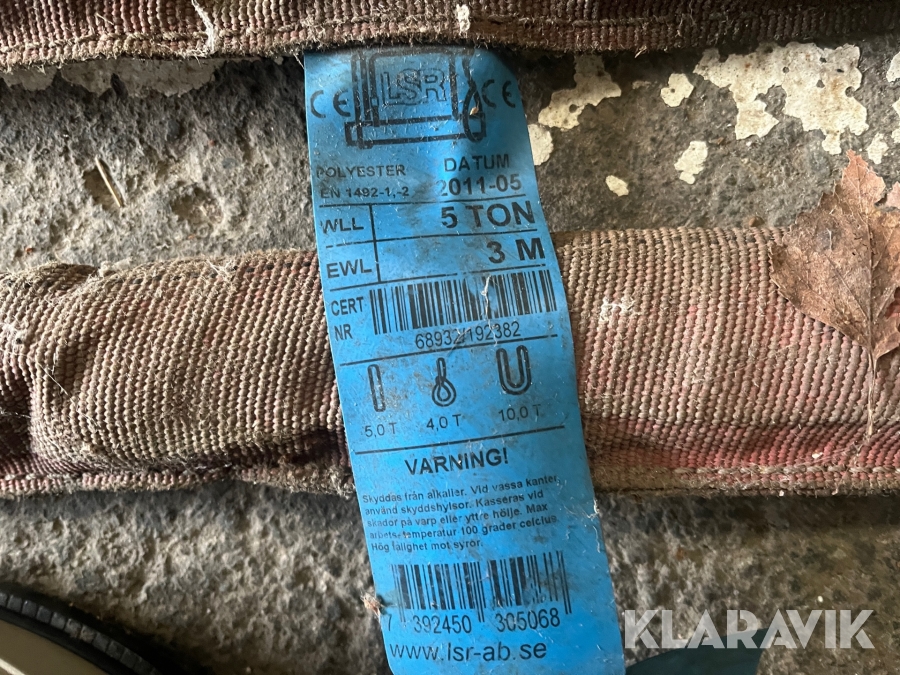 CE LSR CE
POLYESTER DATUM
EN 1492-1,-2 2011-05
WLL 5 TON
EWL 3 M
CERT
NR 68932/192382
5,0 T 4,0 T 10,0 T
VARNING!
Skyddas från alkalier. Vid vassa kanter
använd skyddshylsor. Kasseras vid
skador på varp eller yttre hölje. Max
arbets.temperatur 100 grader celcius
Hög tålighet mot syror.
7 392450 305068
www.lsr-ab.se
KLARAVIK